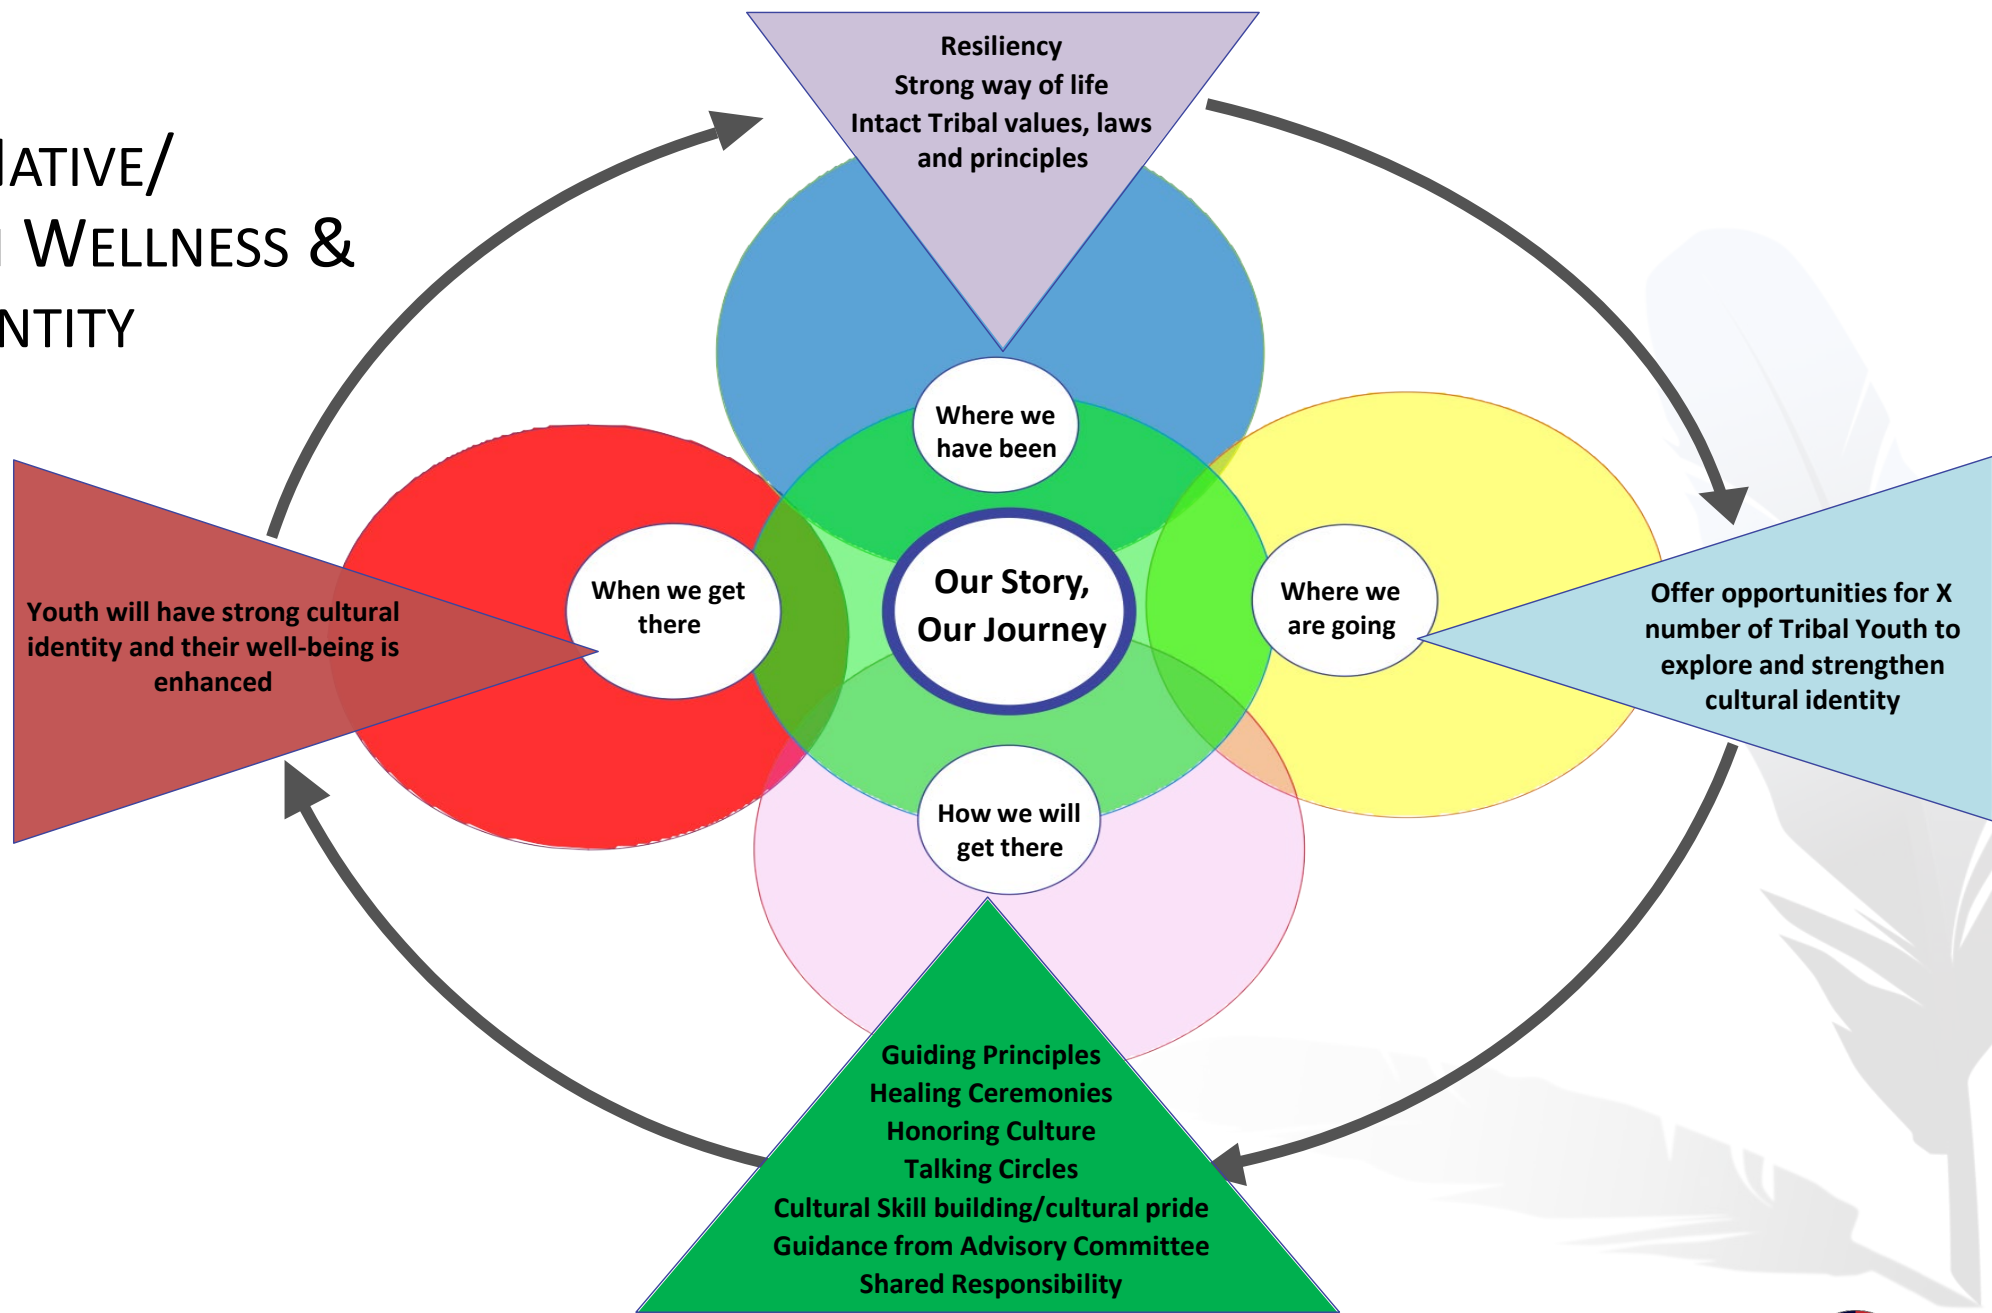 NATIVE/
WELLNESS &
NTITY
Resiliency
Strong way of life
Intact Tribal values, laws
and principles
Where we
have been
Our Story,
Our Journey
When we get
there
Where we
are going
How we will
get there
Youth will have strong cultural
identity and their well-being is
enhanced
Offer opportunities for X
number of Tribal Youth to
explore and strengthen
cultural identity
Guiding Principles
Healing Ceremonies
Honoring Culture
Talking Circles
Cultural Skill building/cultural pride
Guidance from Advisory Committee
Shared Responsibility